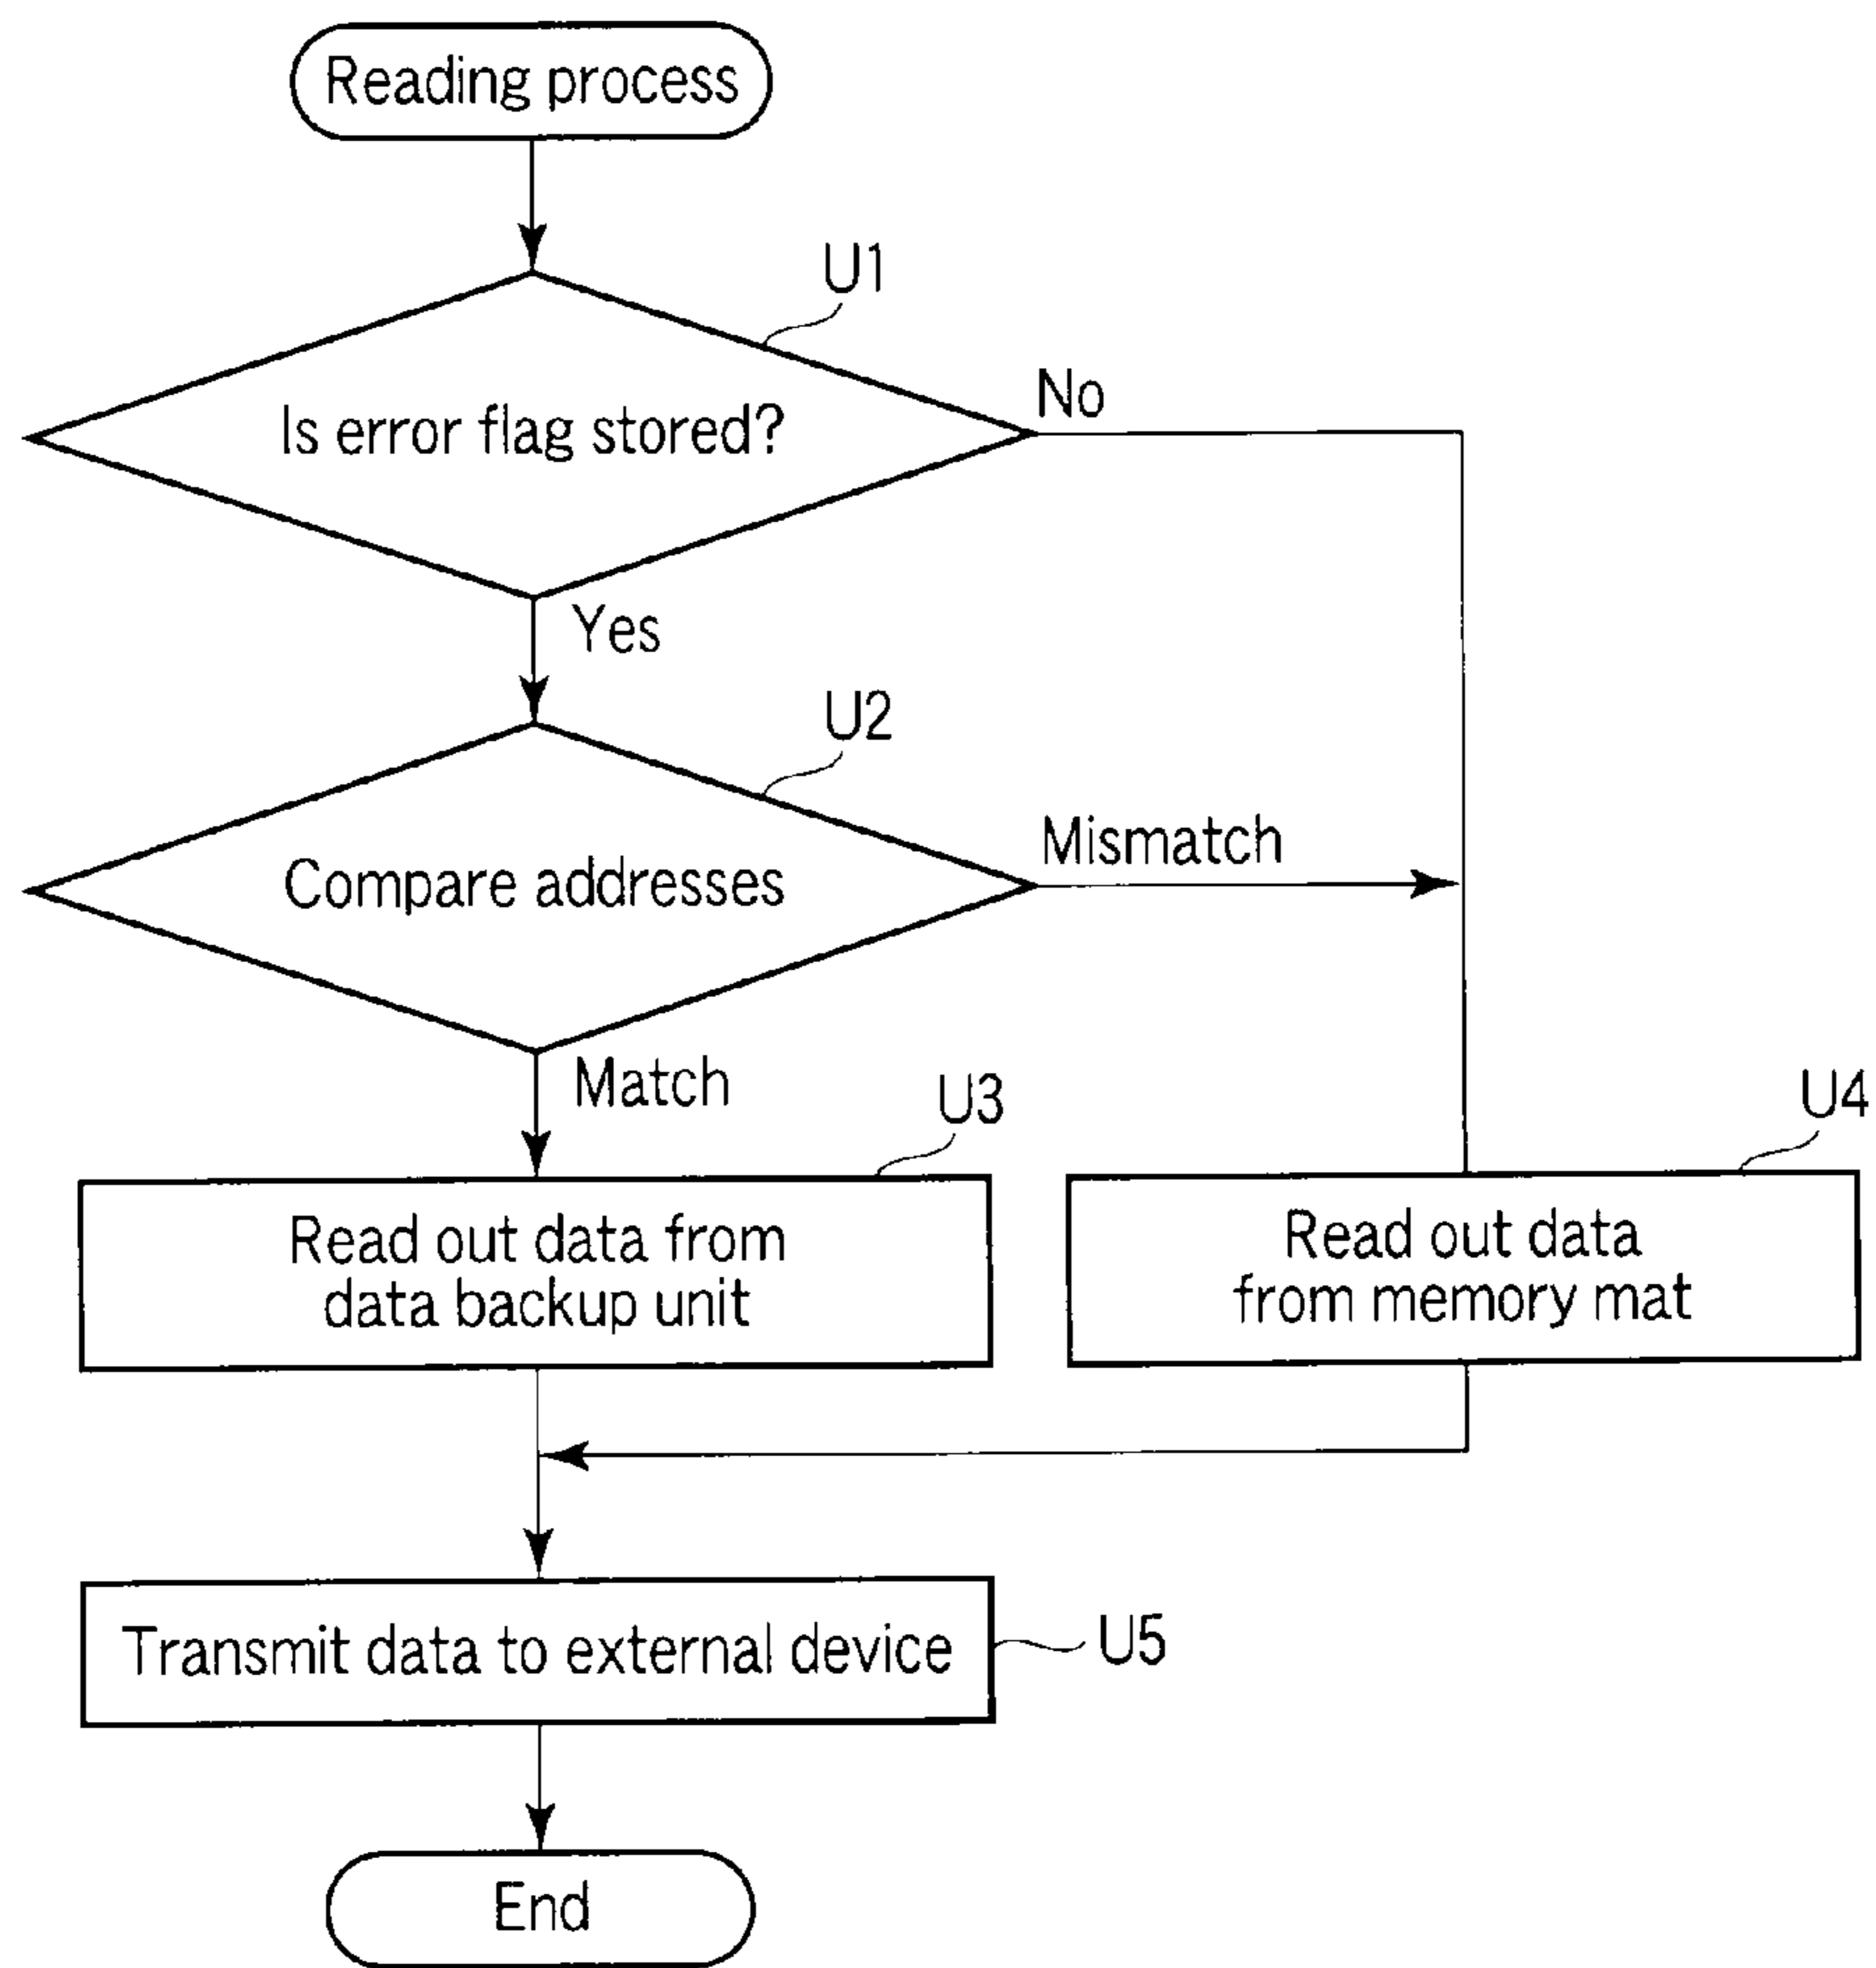 Reading process
U1
Is error flag stored?
No
Yes
U2
Compare addresses
Mismatch
Match
U3
U4
Read out data from
data backup unit
Read out data
from memory mat
Transmit data to external device
U5
End